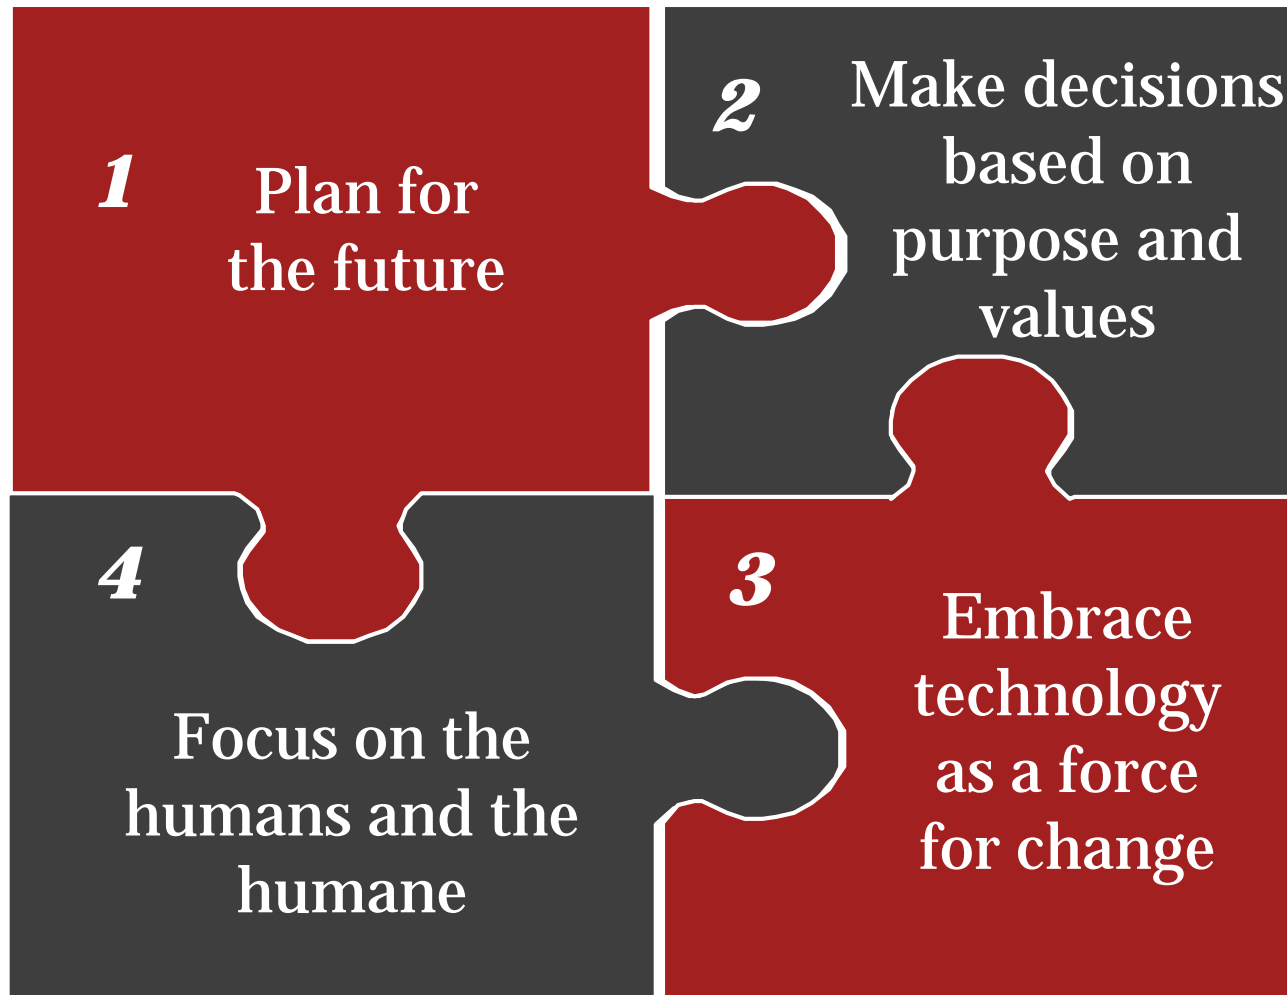 1
Plan for
the future
2
Make decisions
based on
purpose and
values
3
Embrace
technology
as a force
for change
4
Focus on the
humans and the
humane